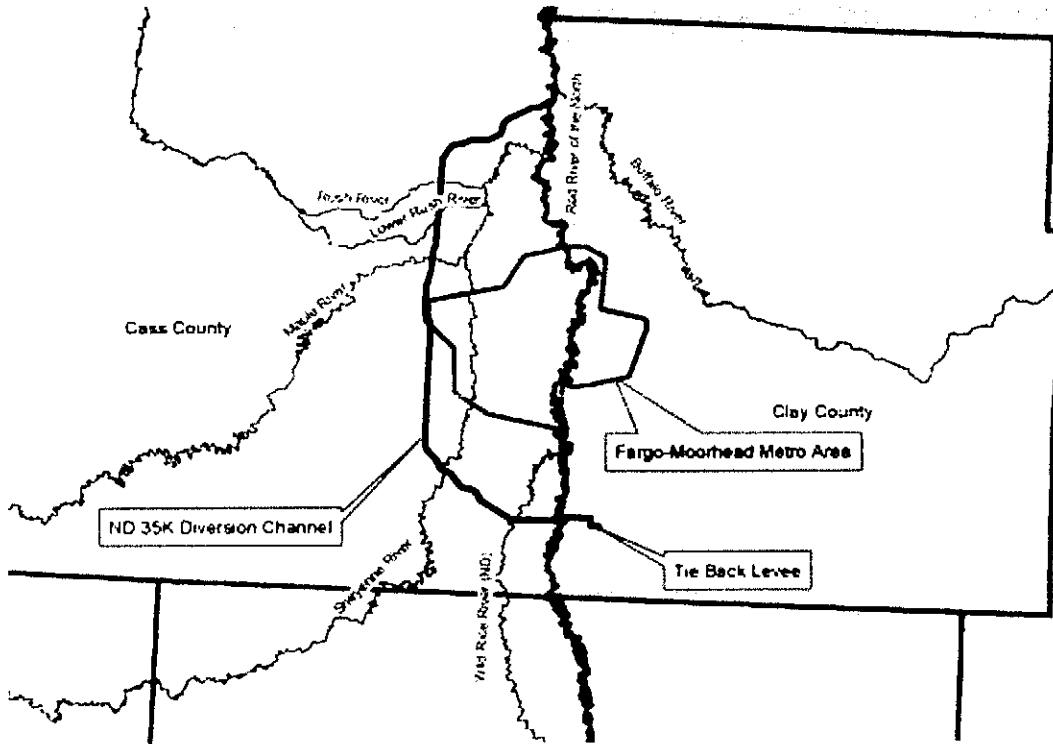 Red River of the North
Buffalo River
Rush River
Lower Rush River
Maple River
Cass County
Clay County
Fargo-Moorhead Metro Area
ND 35K Diversion Channel
Tie Back Levee
Sheyenne River
Wild Rice River (ND)